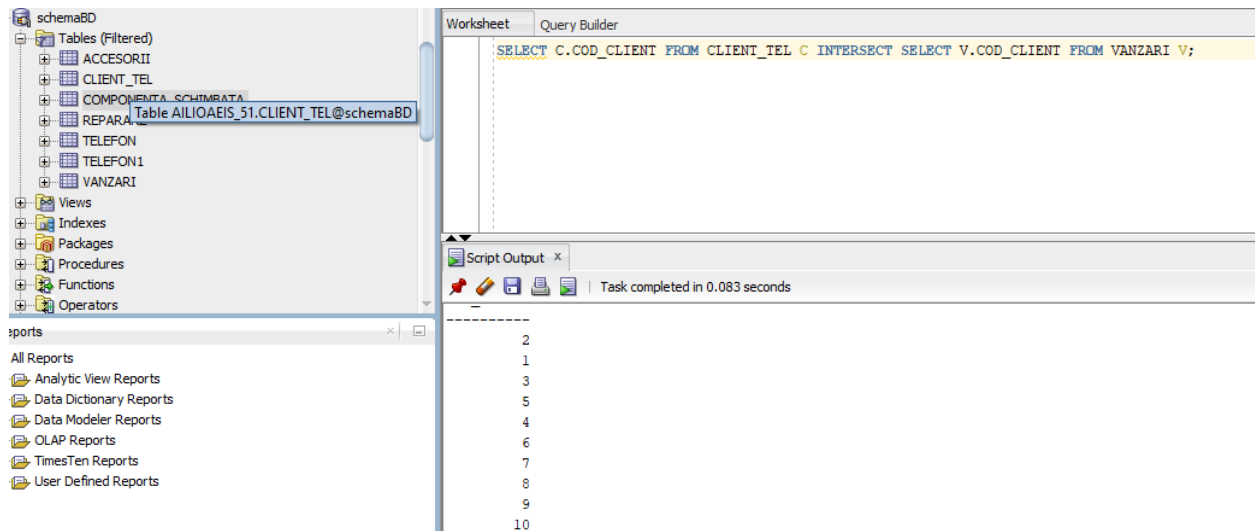 schemaBD
Tables (Filtered)
ACCESORII
CLIENT_TEL
COMPONENTA_SCHIMBATA
Table AILIOAEIS_51.CLIENT_TEL@schemaBD
TELEFON
TELEFON1
VANZARI
Views
Indexes
Packages
Procedures
Functions
Operators
eports
All Reports
Analytic View Reports
Data Dictionary Reports
Data Modeler Reports
OLAP Reports
TimesTen Reports
User Defined Reports
Worksheet Query Builder
SELECT C.COD_CLIENT FROM CLIENT_TEL C INTERSECT SELECT V.COD_CLIENT FROM VANZARI V;
Script Output x
Task completed in 0.083 seconds
----------
2
1
3
5
4
6
7
8
9
10